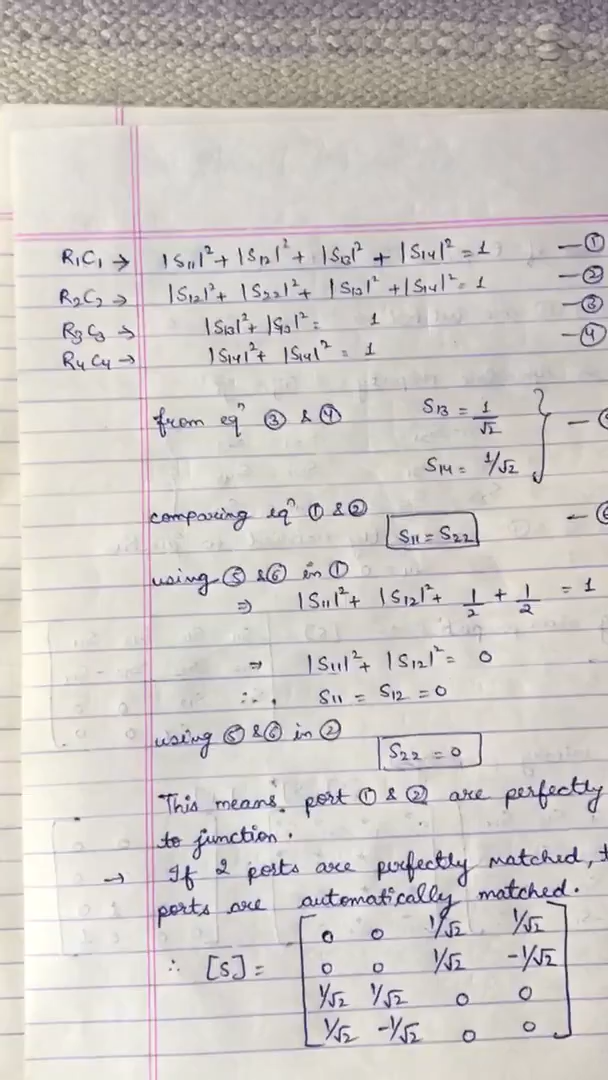 R₁C₁ → |S₁₁|² + |S₁₂|² + |S₁₃|² + |S₁₄|² = 1 — ①
R₂C₂ → |S₁₂|² + |S₂₂|² + |S₁₃|² + |S₁₄|² = 1 — ②
R₃C₃ → |S₁₃|² + |S₁₃|² = 1 — ③
R₄C₄ → |S₁₄|² + |S₁₄|² = 1 — ④
from eqⁿ ③ & ④ S₁₃ = 1/√2
S₁₄ = 1/√2 } —
comparing eqⁿ ① & ②
S₁₁ = S₂₂ —
using ⑤ & ⑥ in ①
⇒ |S₁₁|² + |S₁₂|² + 1/2 + 1/2 = 1
⇒ |S₁₁|² + |S₁₂|² = 0
∴ S₁₁ = S₁₂ = 0
using ⑤ & ⑥ in ②
S₂₂ = 0
This means, port ① & ② are perfectly
to junction.
→ If 2 ports are perfectly matched,
ports are automatically matched.
∴ [S] = [ 0 0 1/√2 1/√2
0 0 1/√2 -1/√2
1/√2 1/√2 0 0
1/√2 -1/√2 0 0 ]